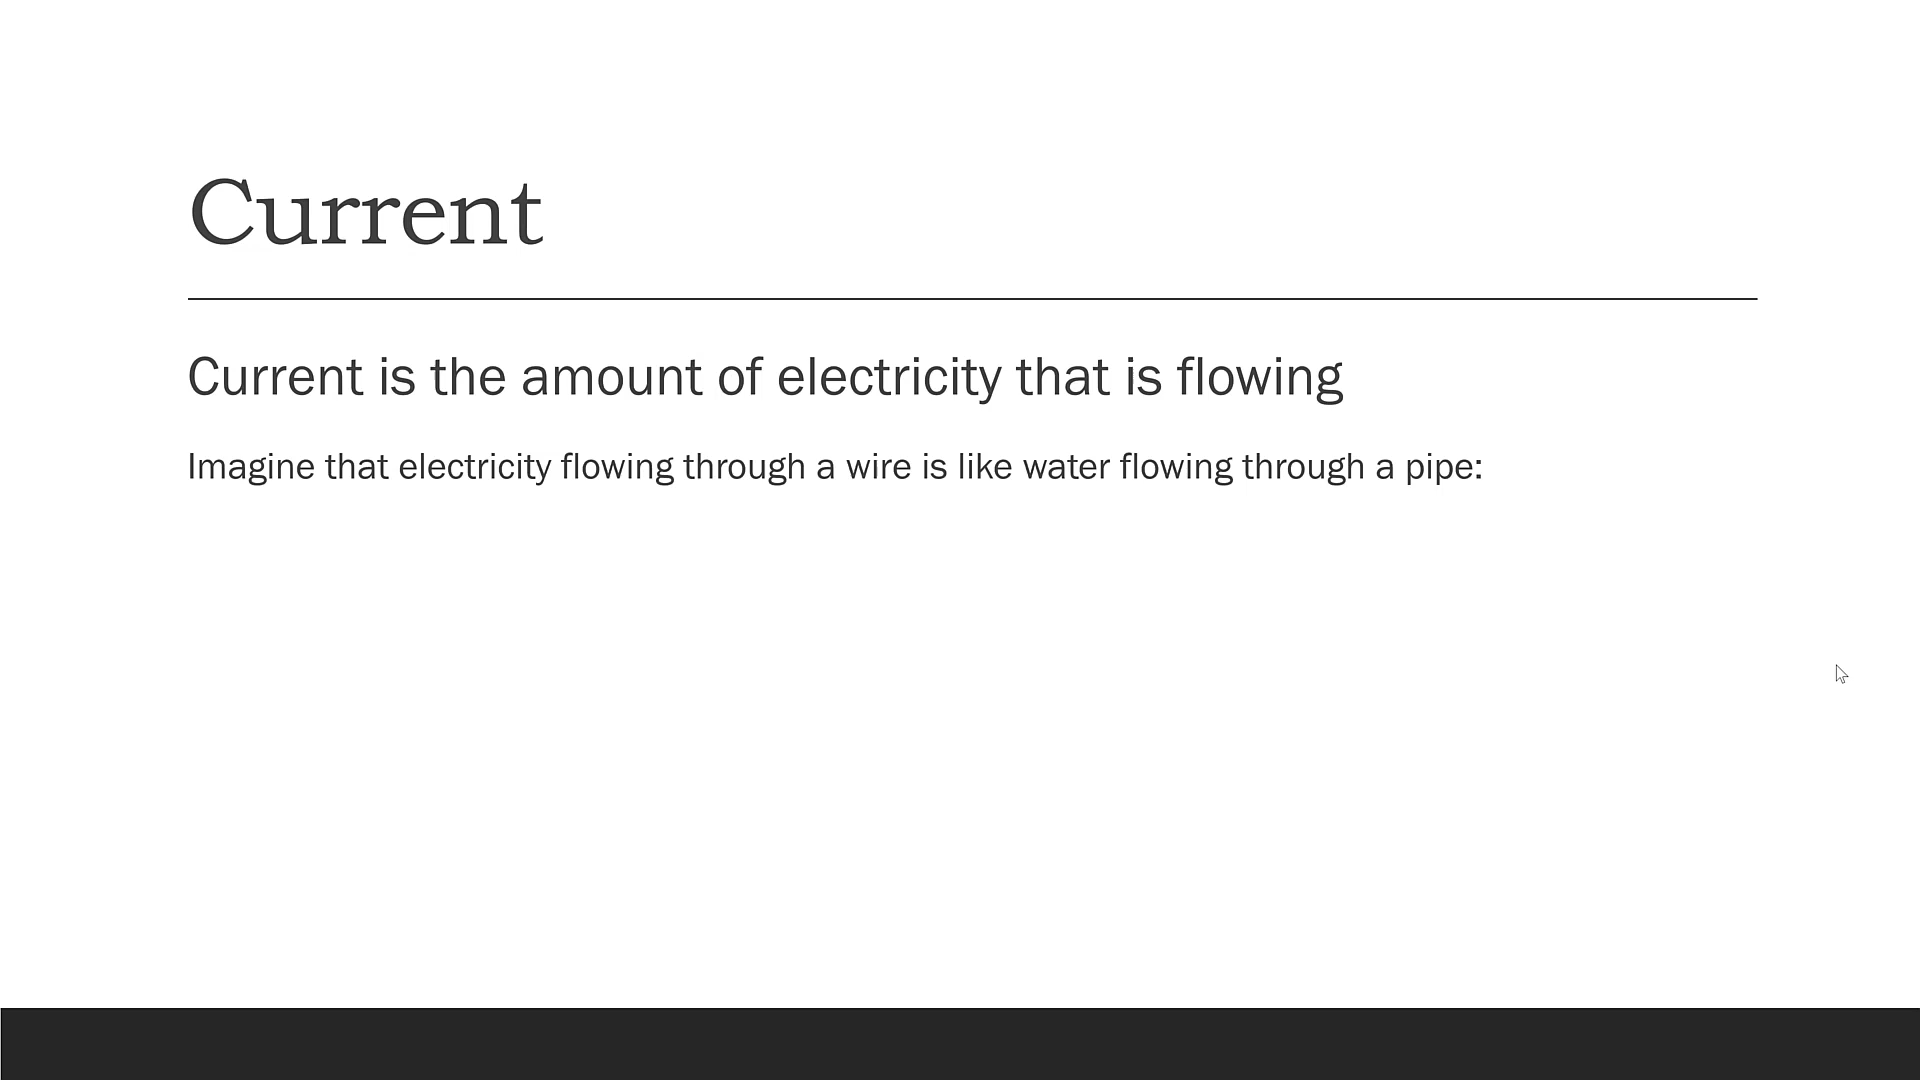 Current
Current is the amount of electricity that is flowing
Imagine that electricity flowing through a wire is like water flowing through a pipe: